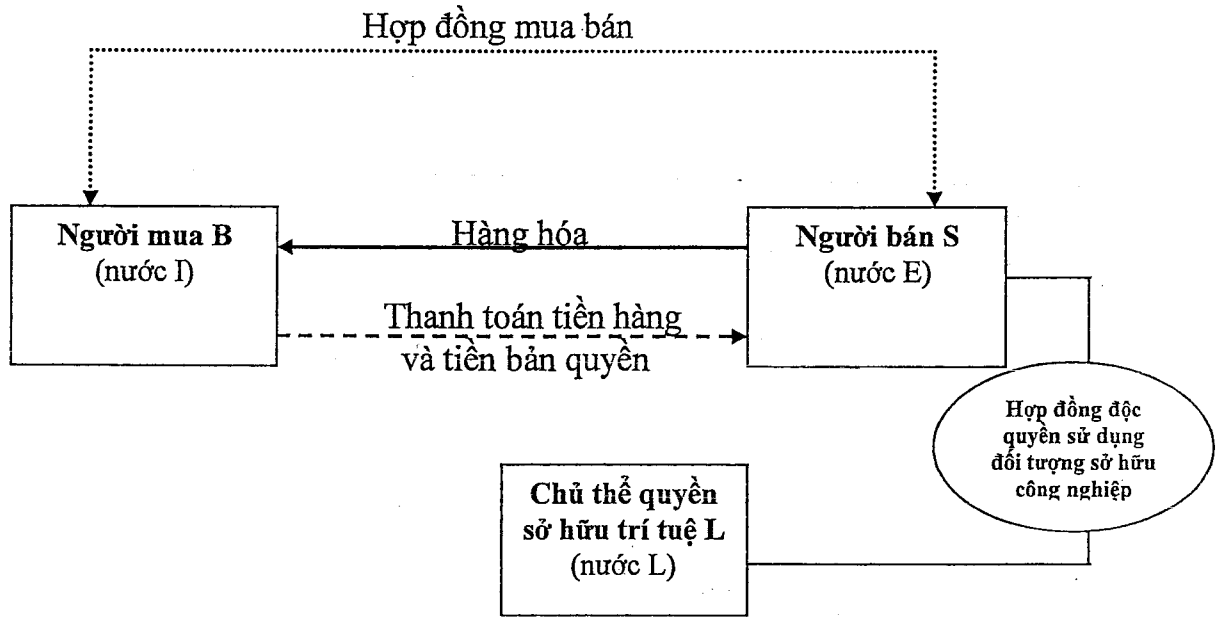 Hợp đồng mua bán
Người mua B
(nước I)
Hàng hóa
Người bán S
(nước E)
Thanh toán tiền hàng
và tiền bản quyền
Hợp đồng độc
quyền sử dụng
đối tượng sở hữu
công nghiệp
Chủ thể quyền
sở hữu trí tuệ L
(nước L)